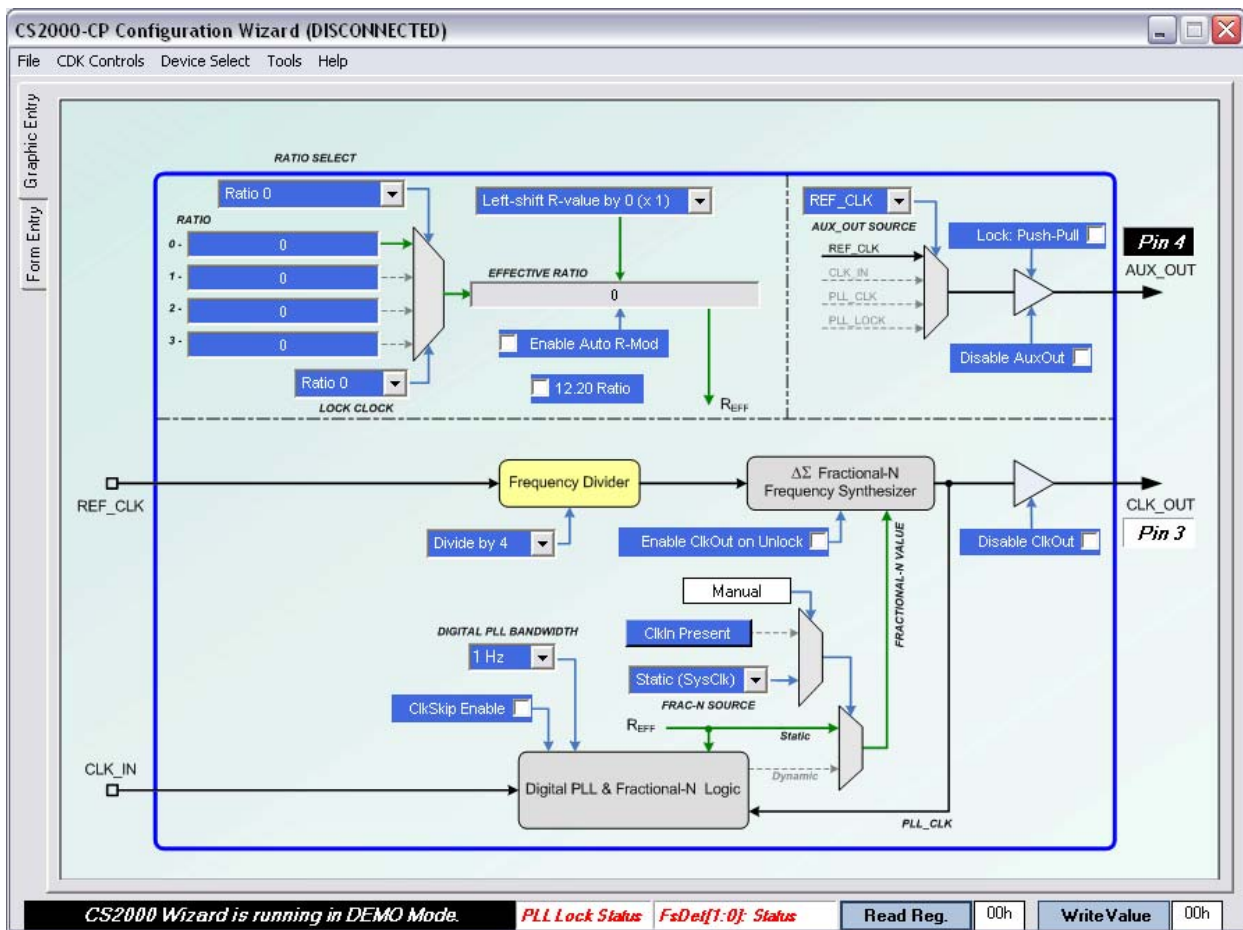 CS2000-CP Configuration Wizard (DISCONNECTED)
File CDK Controls Device Select Tools Help
Graphic Entry
Form Entry
RATIO SELECT
Ratio 0
RATIO
0 - 0
1 - 0
2 - 0
3 - 0
Ratio 0
LOCK CLOCK
Left-shift R-value by 0 (x 1)
EFFECTIVE RATIO
0
Enable Auto R-Mod
12.20 Ratio
REFF
REF_CLK
AUX_OUT SOURCE
REF_CLK
CLK_IN
PLL_CLK
PLL_LOCK
Lock: Push-Pull
Disable AuxOut
Pin 4
AUX_OUT
REF_CLK
Frequency Divider
Divide by 4
ΔΣ Fractional-N
Frequency Synthesizer
Enable ClkOut on Unlock
FRACTIONAL-N VALUE
Disable ClkOut
CLK_OUT
Pin 3
Manual
ClkIn Present
Static (SysClk)
FRAC-N SOURCE
DIGITAL PLL BANDWIDTH
1 Hz
ClkSkip Enable
REFF
Static
Dynamic
CLK_IN
Digital PLL & Fractional-N Logic
PLL_CLK
CS2000 Wizard is running in DEMO Mode.
PLL Lock Status
FsDet[1:0]: Status
Read Reg.
00h
Write Value
00h